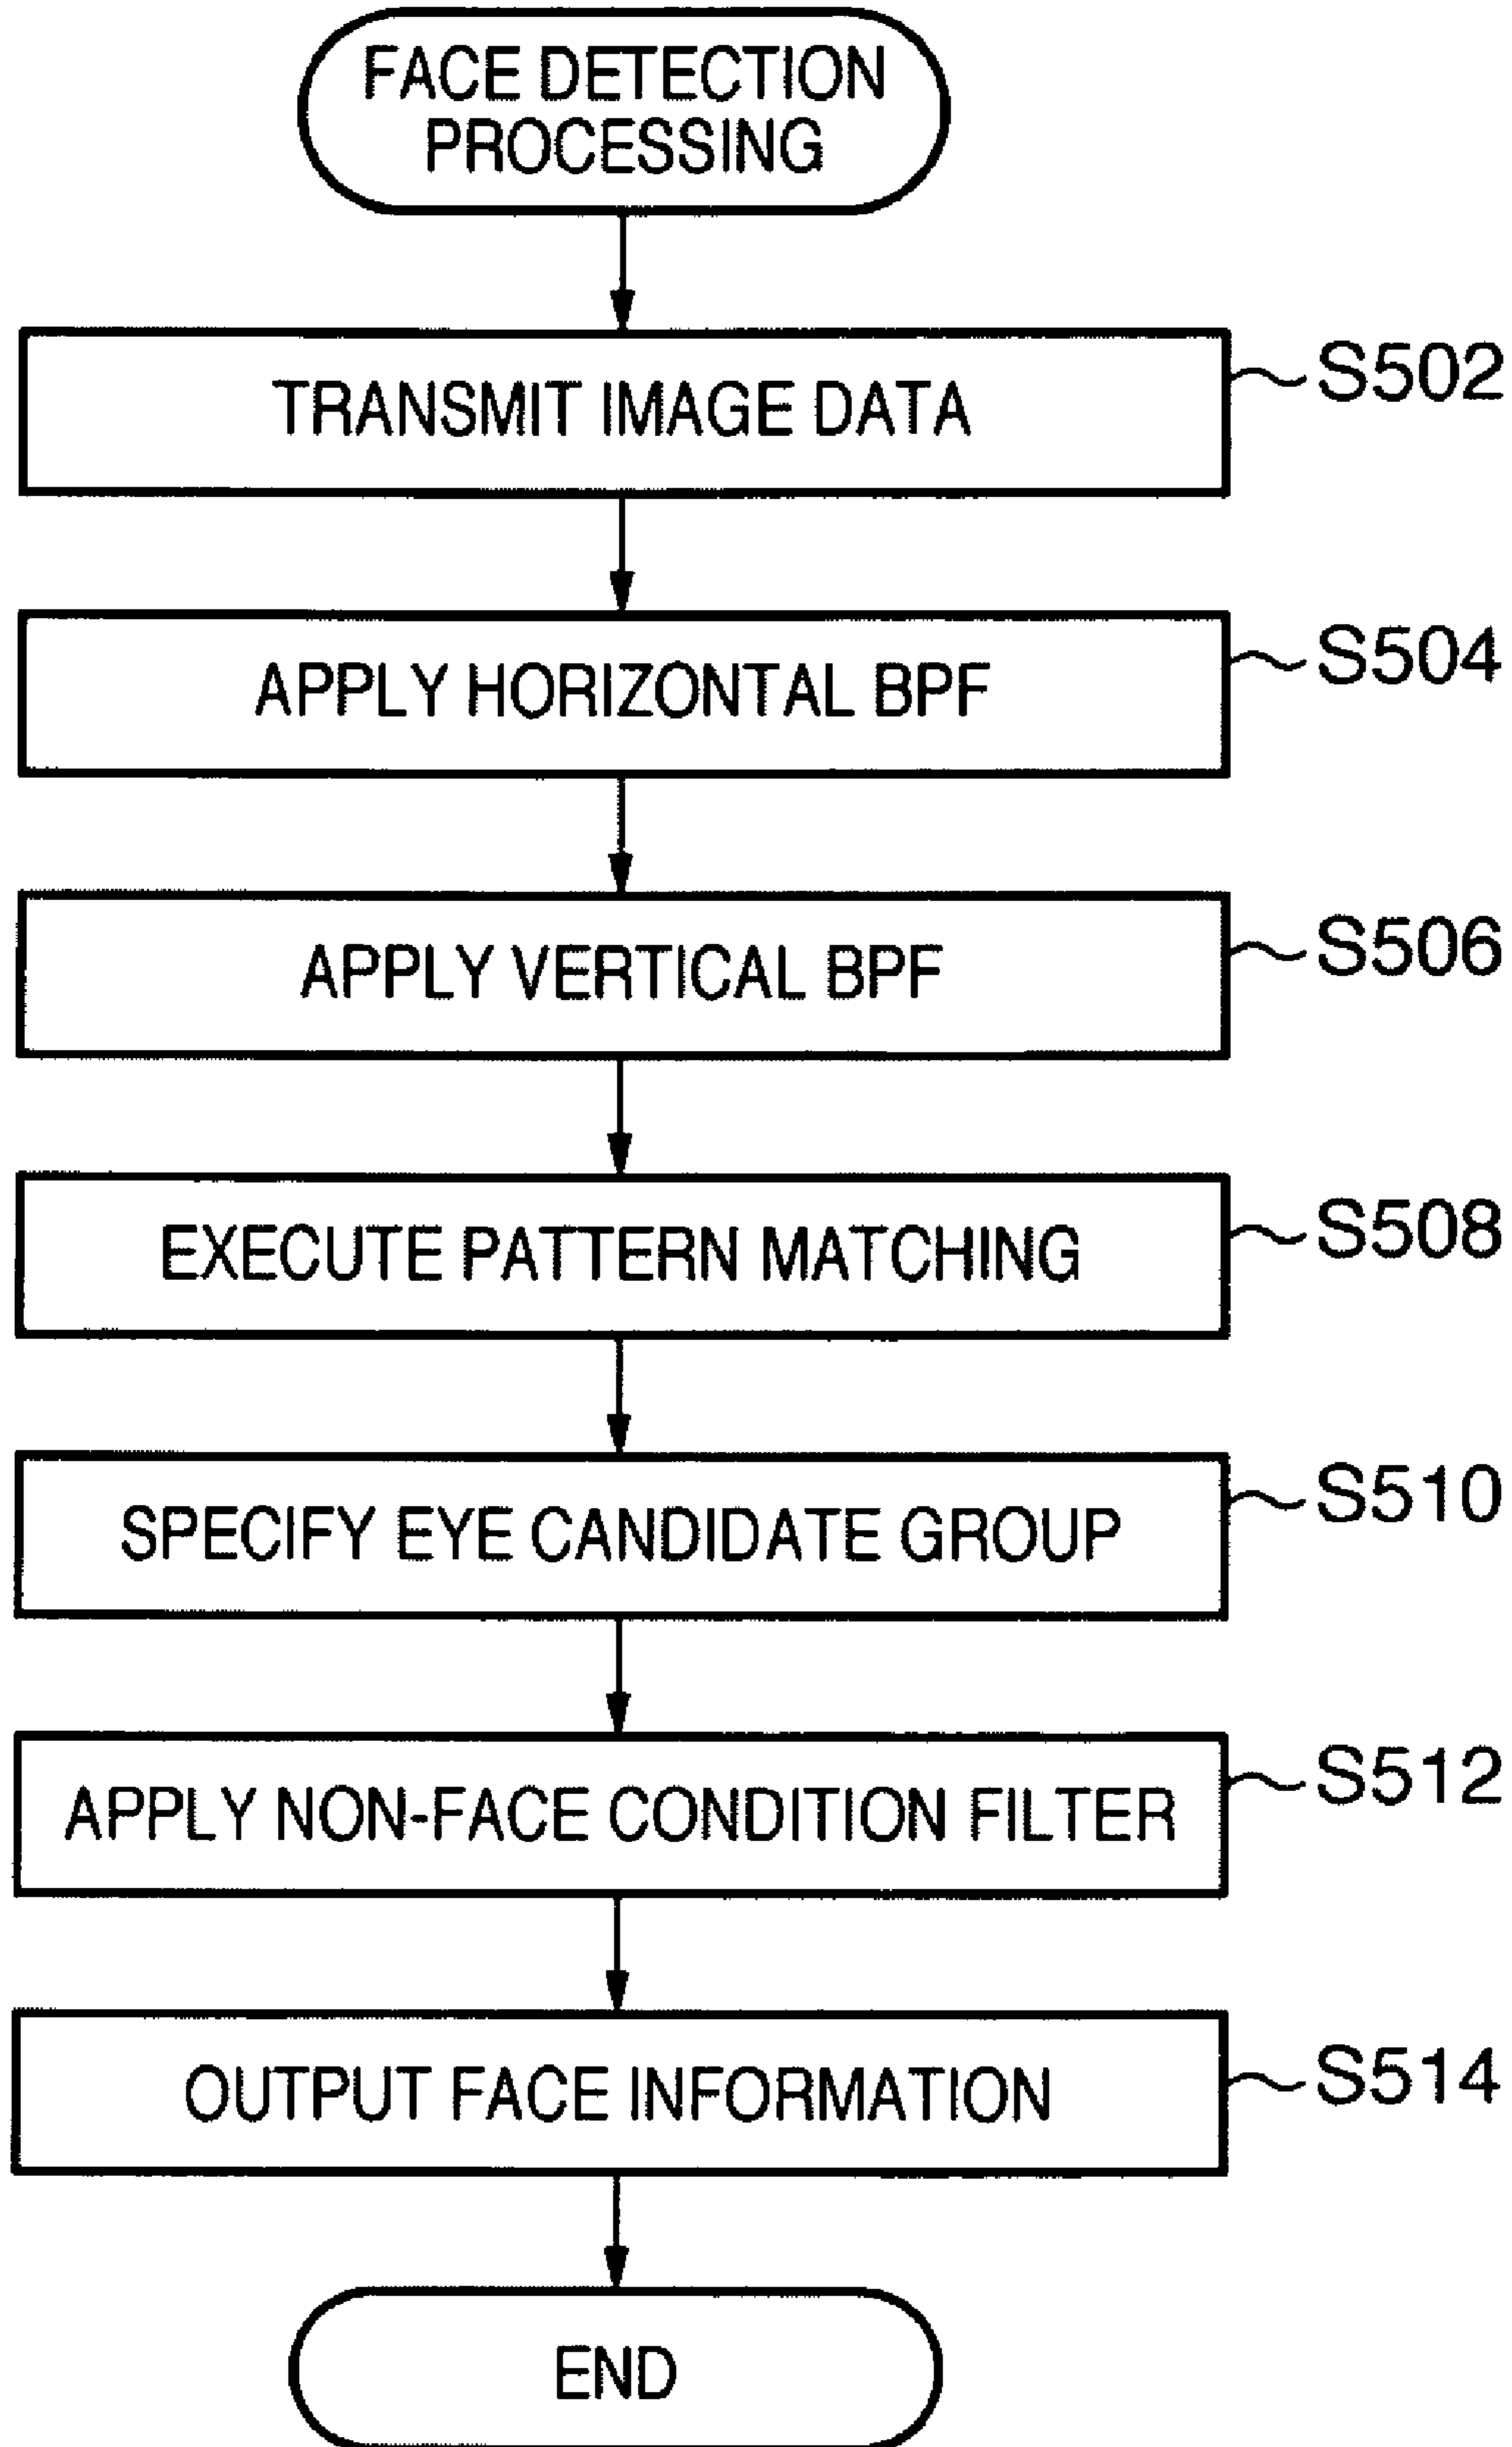 FACE DETECTION
PROCESSING
TRANSMIT IMAGE DATA
S502
APPLY HORIZONTAL BPF
S504
APPLY VERTICAL BPF
S506
EXECUTE PATTERN MATCHING
S508
SPECIFY EYE CANDIDATE GROUP
S510
APPLY NON-FACE CONDITION FILTER
S512
OUTPUT FACE INFORMATION
S514
END